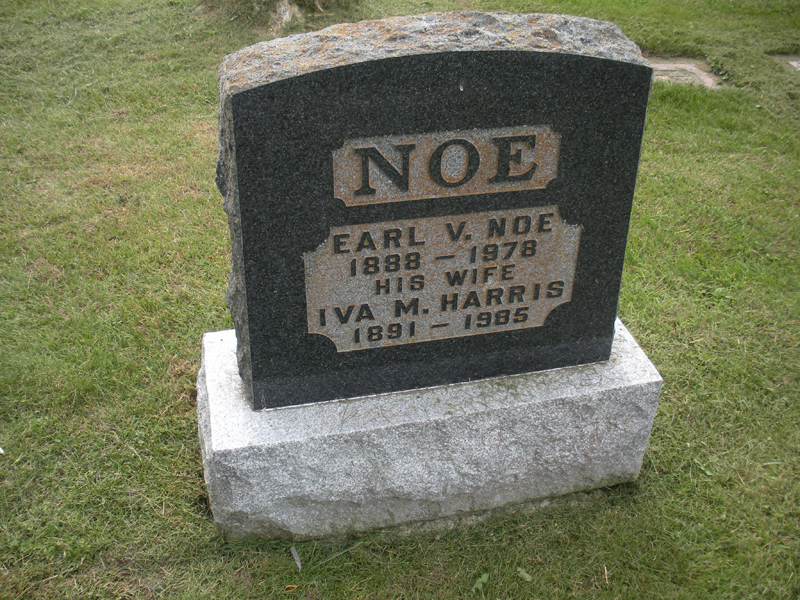 NOE
EARL V. NOE
1888 – 1978
HIS WIFE
IVA M. HARRIS
1891 – 1985